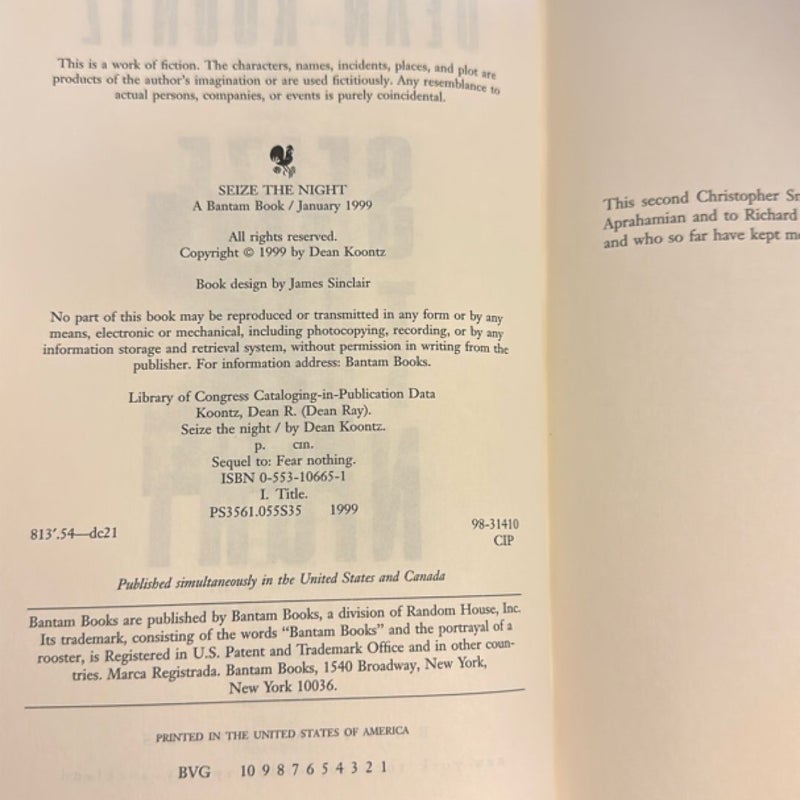 This is a work of fiction. The characters, names, incidents, places, and plot are
products of the author's imagination or are used fictitiously. Any resemblance to
actual persons, companies, or events is purely coincidental.
SEIZE THE NIGHT
A Bantam Book / January 1999
All rights reserved.
Copyright © 1999 by Dean Koontz
Book design by James Sinclair
No part of this book may be reproduced or transmitted in any form or by any
means, electronic or mechanical, including photocopying, recording, or by any
information storage and retrieval system, without permission in writing from the
publisher. For information address: Bantam Books.
Library of Congress Cataloging-in-Publication Data
Koontz, Dean R. (Dean Ray).
Seize the night / by Dean Koontz.
p. cm.
Sequel to: Fear nothing.
ISBN 0-553-10665-1
I. Title.
PS3561.055S35 1999
813'.54—dc21
98-31410
CIP
Published simultaneously in the United States and Canada
Bantam Books are published by Bantam Books, a division of Random House, Inc.
Its trademark, consisting of the words "Bantam Books" and the portrayal of a
rooster, is Registered in U.S. Patent and Trademark Office and in other coun-
tries. Marca Registrada. Bantam Books, 1540 Broadway, New York,
New York 10036.
PRINTED IN THE UNITED STATES OF AMERICA
BVG 10 9 8 7 6 5 4 3 2 1
This second Christopher
Aprahamian and to Richard
and who so far have kept